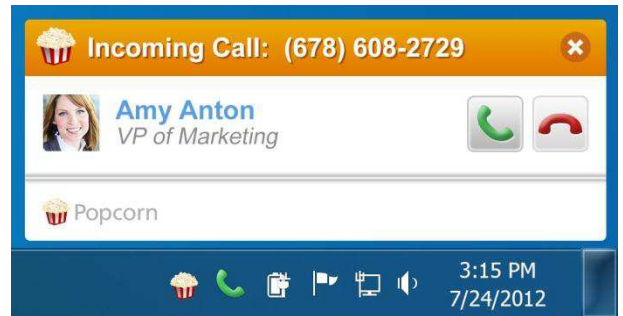 Incoming Call: (678) 608-2729
Amy Anton
VP of Marketing
Popcorn
3:15 PM
7/24/2012